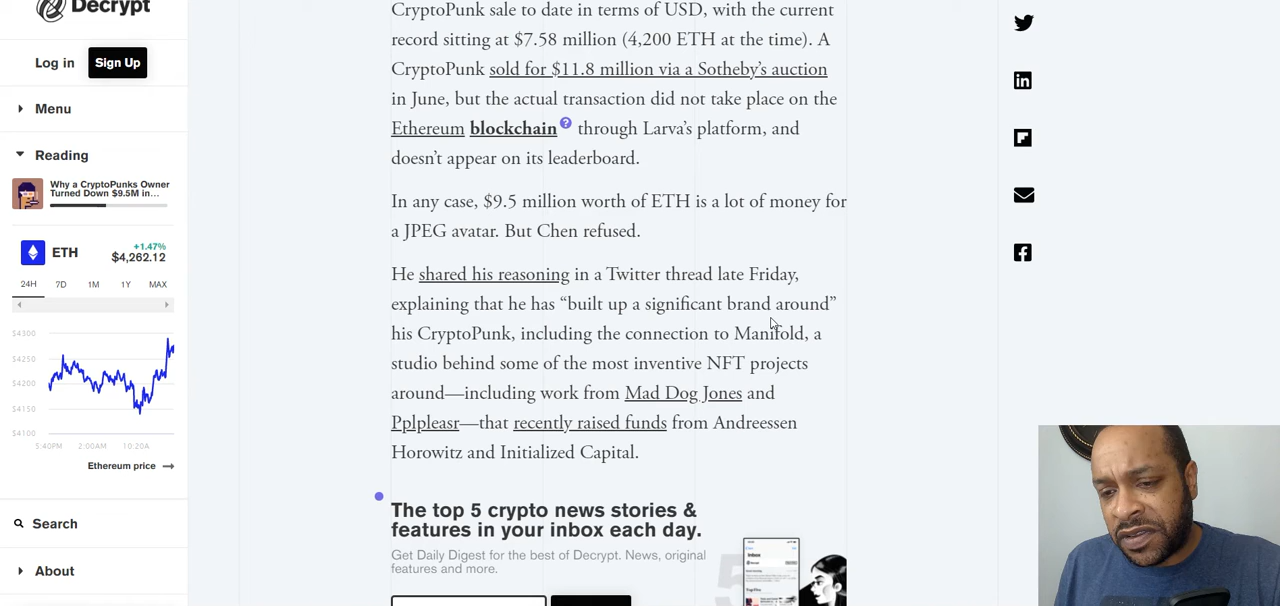 Decrypt
Log in
Sign Up
Menu
Reading
Why a CryptoPunks Owner
Turned Down $9.5M in...
ETH
+1.47%
$4,262.12
24H 7D 1M 1Y MAX
$4300
$4250
$4200
$4150
$4100
5:40PM 2:00AM 10:20A
Ethereum price
Search
About
CryptoPunk sale to date in terms of USD, with the current
record sitting at $7.58 million (4,200 ETH at the time). A
CryptoPunk sold for $11.8 million via a Sotheby’s auction
in June, but the actual transaction did not take place on the
Ethereum blockchain ? through Larva’s platform, and
doesn’t appear on its leaderboard.
In any case, $9.5 million worth of ETH is a lot of money for
a JPEG avatar. But Chen refused.
He shared his reasoning in a Twitter thread late Friday,
explaining that he has “built up a significant brand around”
his CryptoPunk, including the connection to Manifold, a
studio behind some of the most inventive NFT projects
around—including work from Mad Dog Jones and
Pplpleasr—that recently raised funds from Andreessen
Horowitz and Initialized Capital.
The top 5 crypto news stories &
features in your inbox each day.
Get Daily Digest for the best of Decrypt. News, original
features and more.
5